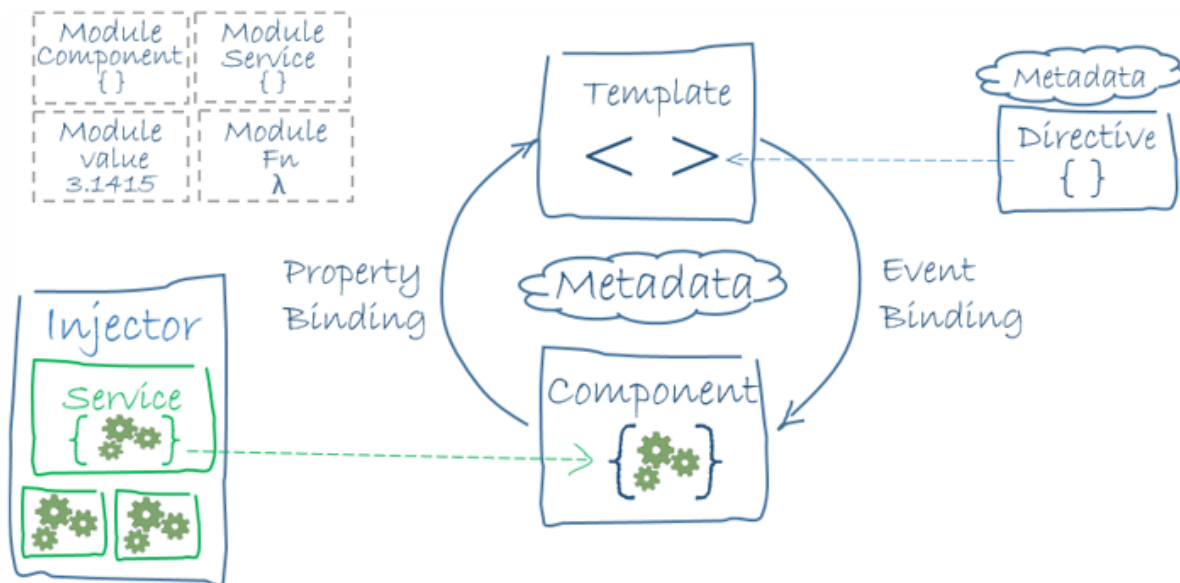 Module
Component
{ }
Module
Service
{ }
Module
value
3.1415
Module
Fn
λ
Template
< >
Metadata
Directive
{ }
Property
Binding
Metadata
Event
Binding
Injector
Service
{ }
Component
{ }